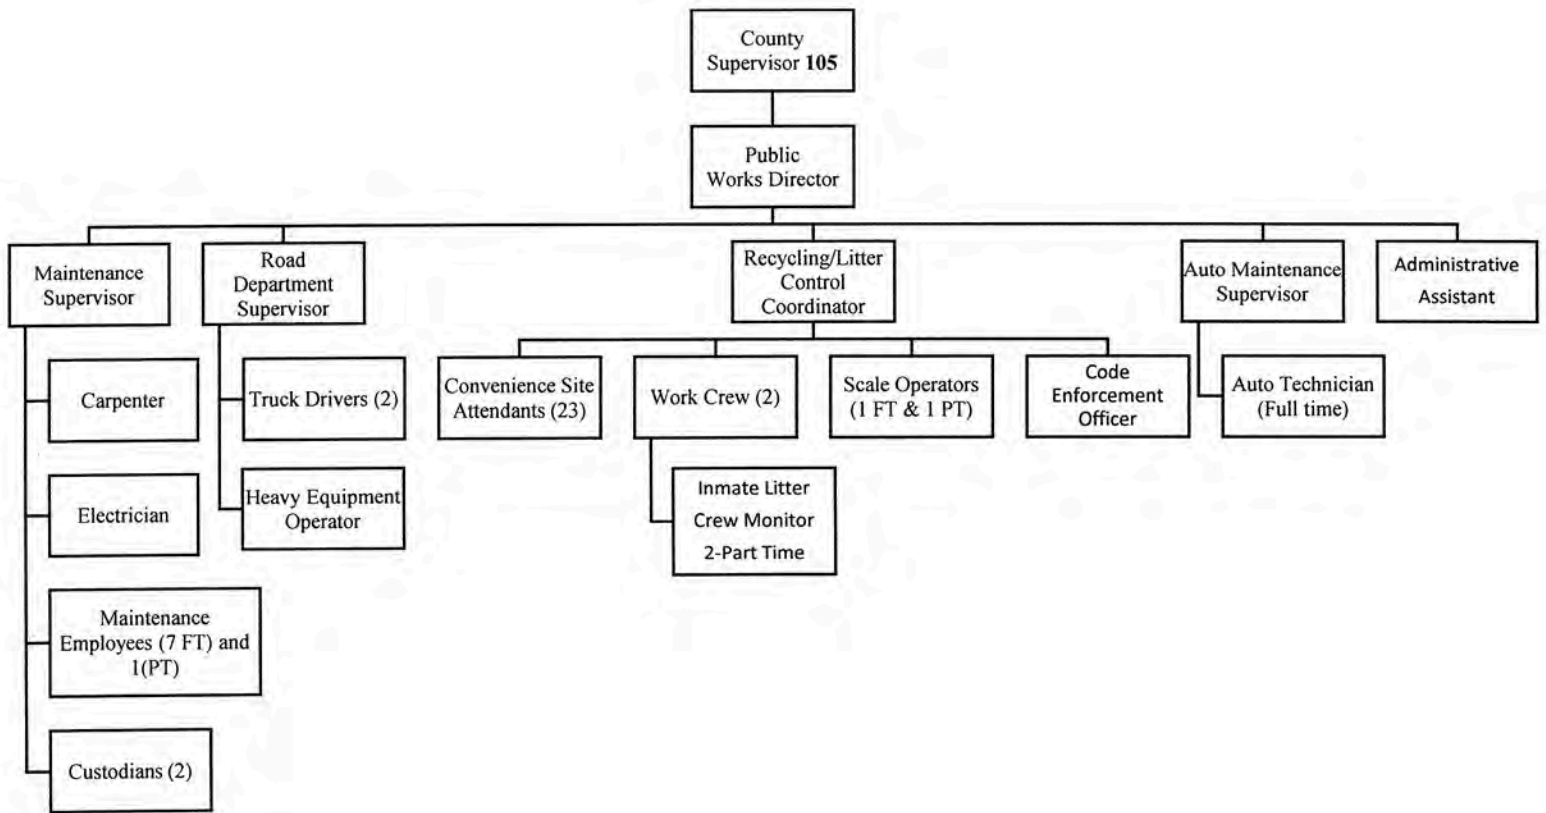 County
Supervisor 105
Public
Works Director
Maintenance
Supervisor
Road
Department
Supervisor
Recycling/Litter
Control
Coordinator
Auto Maintenance
Supervisor
Administrative
Assistant
Carpenter
Electrician
Maintenance
Employees (7 FT) and
1(PT)
Custodians (2)
Truck Drivers (2)
Heavy Equipment
Operator
Convenience Site
Attendants (23)
Work Crew (2)
Inmate Litter
Crew Monitor
2-Part Time
Scale Operators
(1 FT & 1 PT)
Code
Enforcement
Officer
Auto Technician
(Full time)